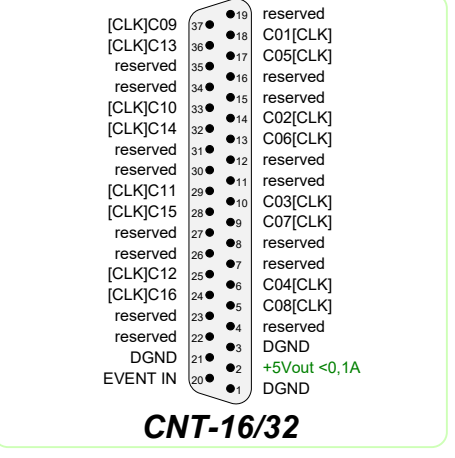 19 reserved
[CLK]C09 37
18 C01[CLK]
[CLK]C13 36
17 C05[CLK]
reserved 35
16 reserved
reserved 34
15 reserved
[CLK]C10 33
14 C02[CLK]
[CLK]C14 32
13 C06[CLK]
reserved 31
12 reserved
reserved 30
11 reserved
[CLK]C11 29
10 C03[CLK]
[CLK]C15 28
9 C07[CLK]
reserved 27
8 reserved
reserved 26
7 reserved
[CLK]C12 25
6 C04[CLK]
[CLK]C16 24
5 C08[CLK]
reserved 23
4 reserved
reserved 22
3 DGND
DGND 21
2 +5Vout <0,1A
EVENT IN 20
1 DGND
CNT-16/32